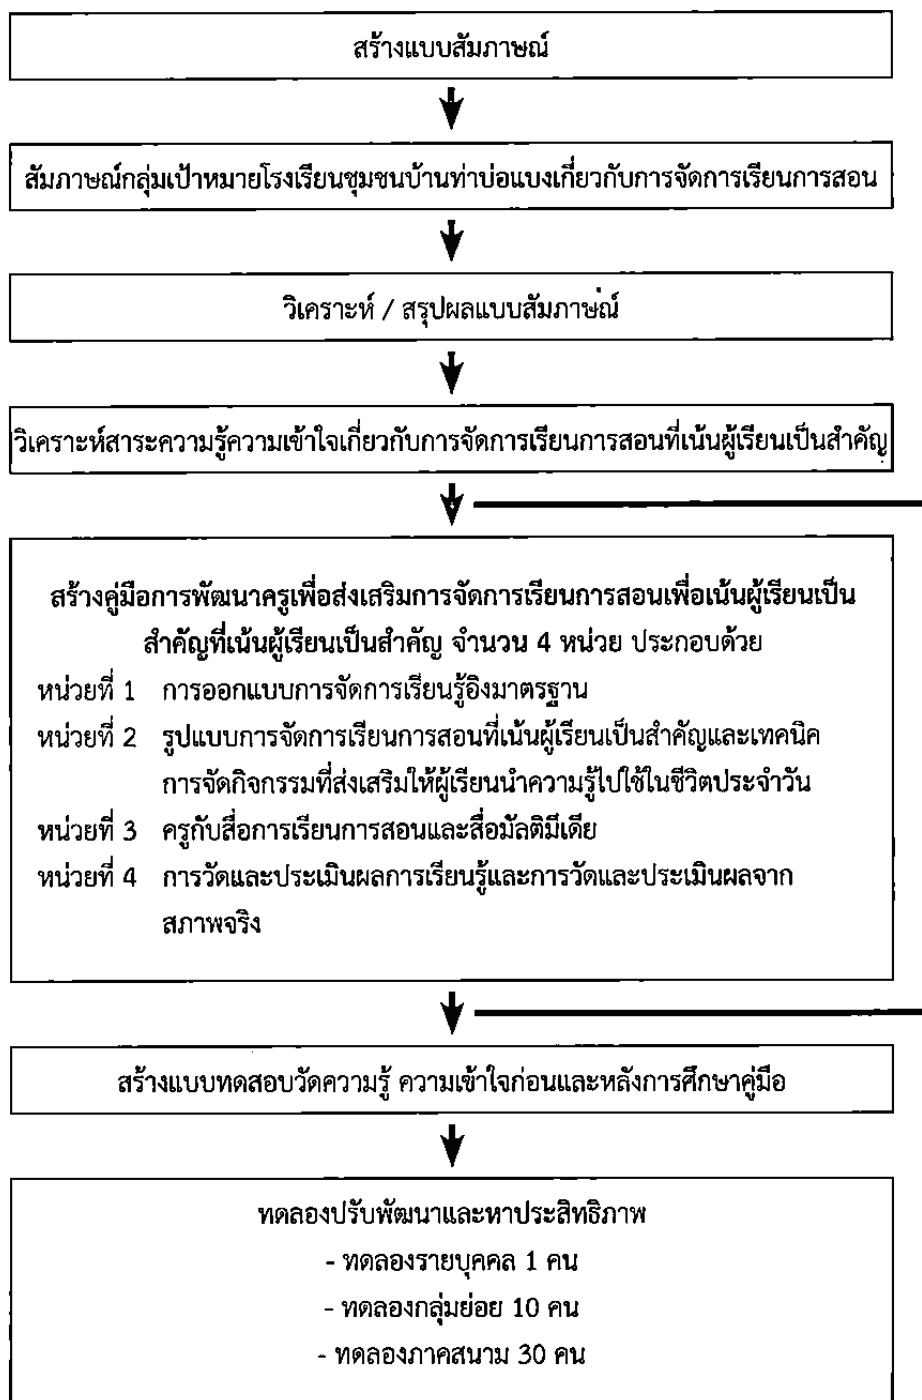 สร้างแบบสัมภาษณ์
สัมภาษณ์กลุ่มเป้าหมายโรงเรียนชุมชนบ้านท่าบ่อแบงเกี่ยวกับการจัดการเรียนการสอน
วิเคราะห์ / สรุปผลแบบสัมภาษณ์
วิเคราะห์สาระความรู้ความเข้าใจเกี่ยวกับการจัดการเรียนการสอนที่เน้นผู้เรียนเป็นสำคัญ
สร้างคู่มือการพัฒนาครูเพื่อส่งเสริมการจัดการเรียนการสอนเพื่อเน้นผู้เรียนเป็น
สำคัญที่เน้นผู้เรียนเป็นสำคัญ จำนวน 4 หน่วย ประกอบด้วย
หน่วยที่ 1 การออกแบบการจัดการเรียนรู้อิงมาตรฐาน
หน่วยที่ 2 รูปแบบการจัดการเรียนการสอนที่เน้นผู้เรียนเป็นสำคัญและเทคนิค
การจัดกิจกรรมที่ส่งเสริมให้ผู้เรียนนำความรู้ไปใช้ในชีวิตประจำวัน
หน่วยที่ 3 ครูกับสื่อการเรียนการสอนและสื่อมัลติมีเดีย
หน่วยที่ 4 การวัดและประเมินผลการเรียนรู้และการวัดและประเมินผลจาก
สภาพจริง
สร้างแบบทดสอบวัดความรู้ ความเข้าใจก่อนและหลังการศึกษาคู่มือ
ทดลองปรับพัฒนาและหาประสิทธิภาพ
- ทดลองรายบุคคล 1 คน
- ทดลองกลุ่มย่อย 10 คน
- ทดลองภาคสนาม 30 คน